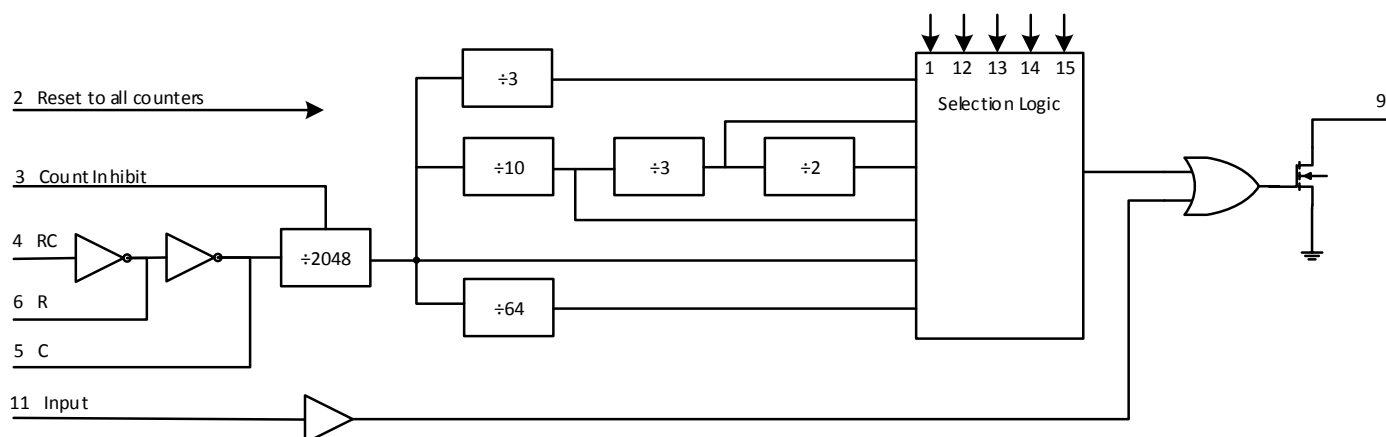 1 12 13 14 15
÷3
2 Reset to all counters
Selection Logic
9
÷10
÷3
÷2
3 Count Inhibit
4 RC
÷2048
6 R
÷64
5 C
11 Input